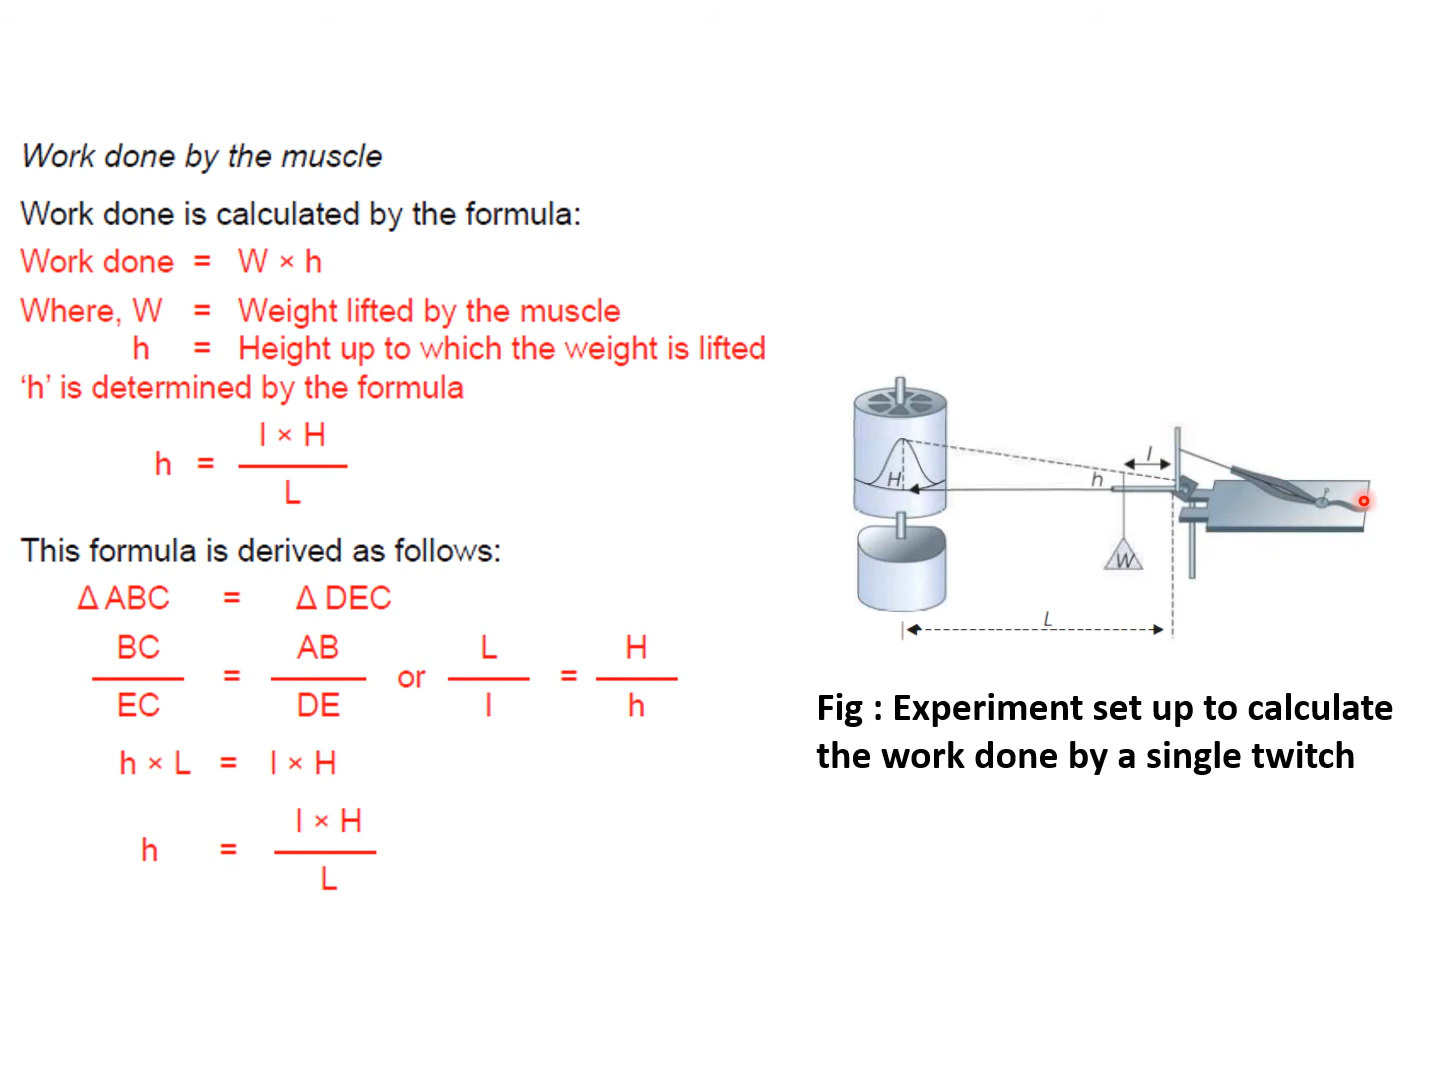 Work done by the muscle
Work done is calculated by the formula:
Work done = W × h
Where, W = Weight lifted by the muscle
h = Height up to which the weight is lifted
‘h’ is determined by the formula
l × H
h =
L
This formula is derived as follows:
Δ ABC = Δ DEC
BC AB L H
= or =
EC DE l h
h × L = l × H
l × H
h =
L
H
h
l
P
W
L
Fig : Experiment set up to calculate
the work done by a single twitch